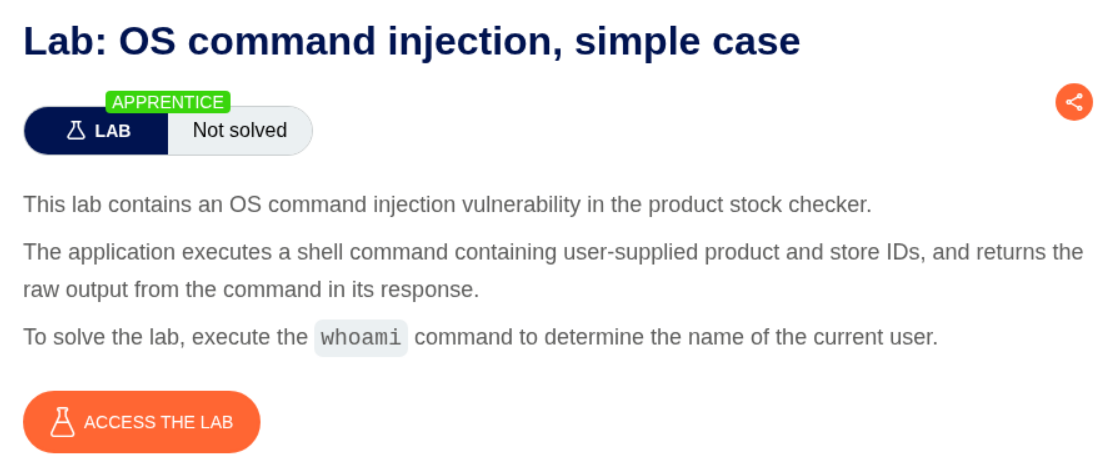 Lab: OS command injection, simple case
APPRENTICE
LAB Not solved
This lab contains an OS command injection vulnerability in the product stock checker.
The application executes a shell command containing user-supplied product and store IDs, and returns the
raw output from the command in its response.
To solve the lab, execute the whoami command to determine the name of the current user.
ACCESS THE LAB